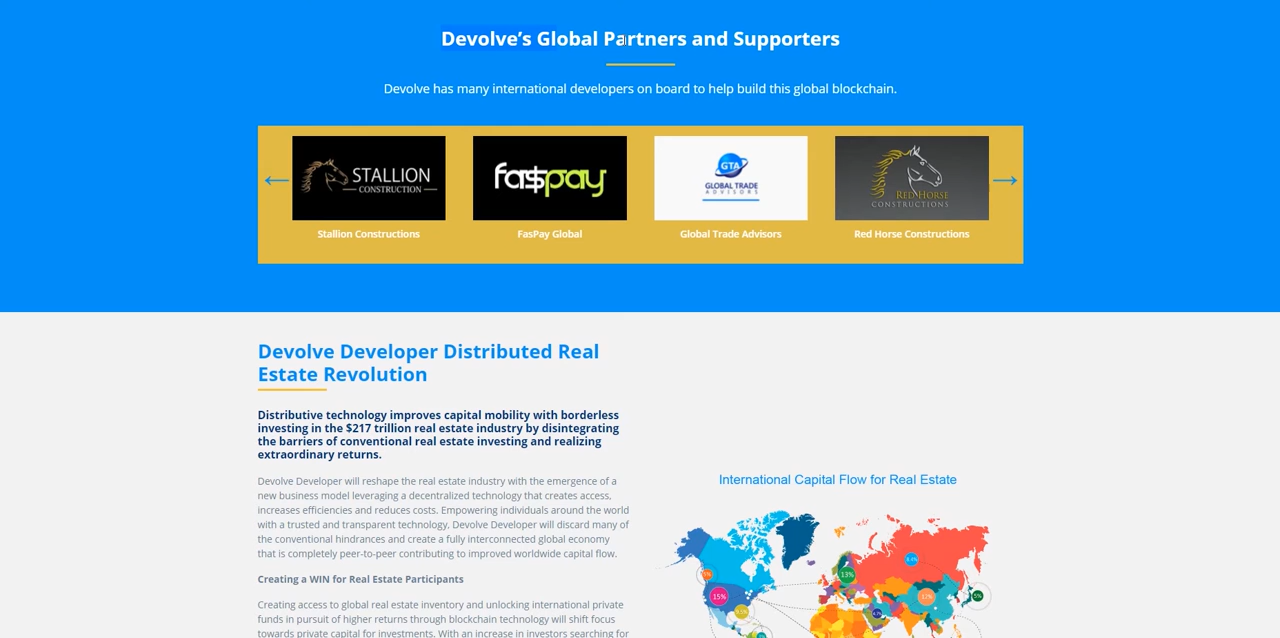 Devolve's Global Partners and Supporters
Devolve has many international developers on board to help build this global blockchain.
STALLION
CONSTRUCTION
fa$pay
GTA
GLOBAL TRADE
ADVISORS
RED HORSE
CONSTRUCTIONS
Stallion Constructions
FasPay Global
Global Trade Advisors
Red Horse Constructions
Devolve Developer Distributed Real
Estate Revolution
Distributive technology improves capital mobility with borderless
investing in the $217 trillion real estate industry by disintegrating
the barriers of conventional real estate investing and realizing
extraordinary returns.
Devolve Developer will reshape the real estate industry with the emergence of a
new business model leveraging a decentralized technology that creates access,
increases efficiencies and reduces costs. Empowering individuals around the world
with a trusted and transparent technology, Devolve Developer will discard many of
the conventional hindrances and create a fully interconnected global economy
that is completely peer-to-peer contributing to improved worldwide capital flow.
Creating a WIN for Real Estate Participants
Creating access to global real estate inventory and unlocking international private
funds in pursuit of higher returns through blockchain technology will shift focus
towards private capital for investments. With an increase in investors searching for
International Capital Flow for Real Estate
13%
15%
12%
5%